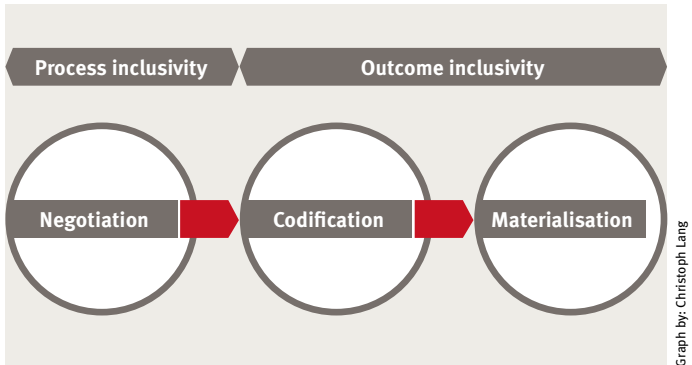 Process inclusivity
Outcome inclusivity
Negotiation
Codification
Materialisation
Graph by: Christoph Lang